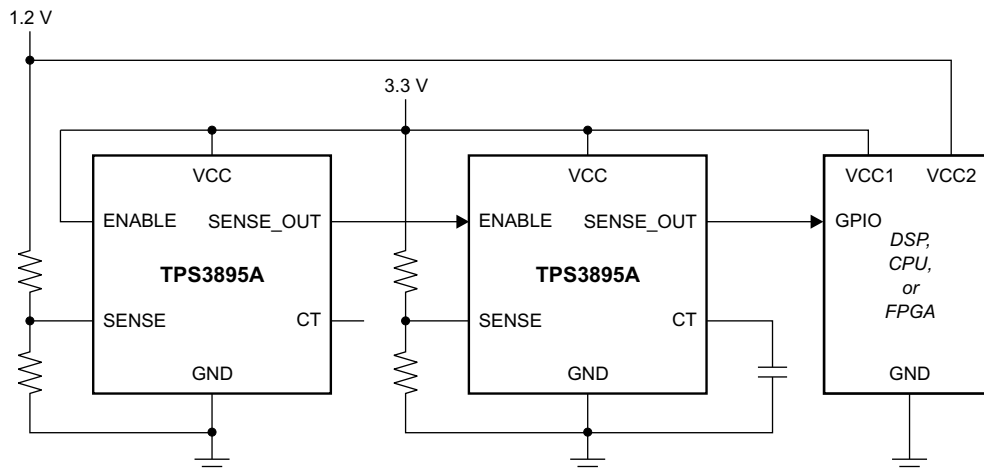 1.2 V
3.3 V
VCC
ENABLE
SENSE_OUT
TPS3895A
SENSE
CT
GND
VCC
ENABLE
SENSE_OUT
TPS3895A
SENSE
CT
GND
VCC1
VCC2
GPIO
DSP,
CPU,
or
FPGA
GND